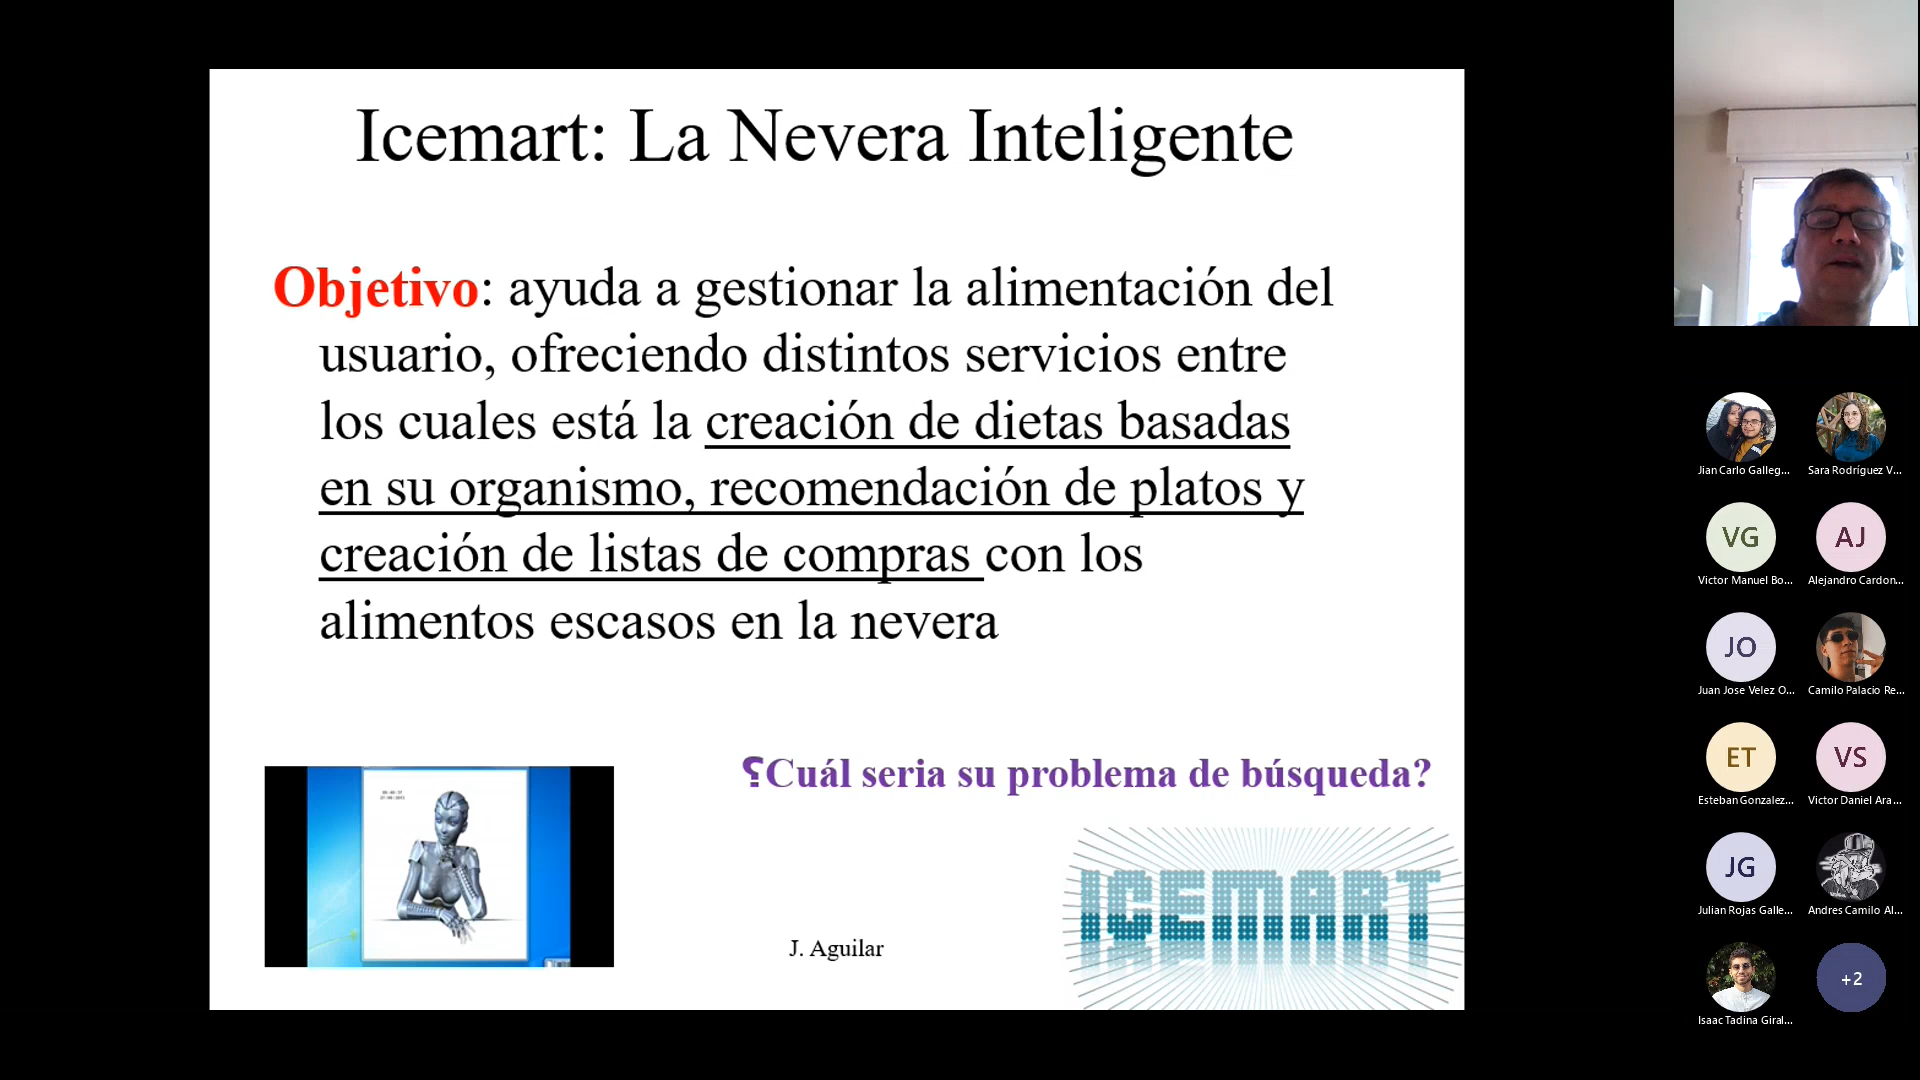 Icemart: La Nevera Inteligente
Objetivo: ayuda a gestionar la alimentación del
usuario, ofreciendo distintos servicios entre
los cuales está la creación de dietas basadas
en su organismo, recomendación de platos y
creación de listas de compras con los
alimentos escasos en la nevera
؟Cuál seria su problema de búsqueda?
ICEMART
J. Aguilar
Jian Carlo Galleg...
Sara Rodríguez V...
VG
AJ
Victor Manuel Bo...
Alejandro Cardon...
JO
Juan Jose Velez O...
Camilo Palacio Re...
ET
VS
Esteban Gonzalez...
Victor Daniel Ara...
JG
Julian Rojas Galle...
Andres Camilo Al...
+2
Isaac Tadina Giral...